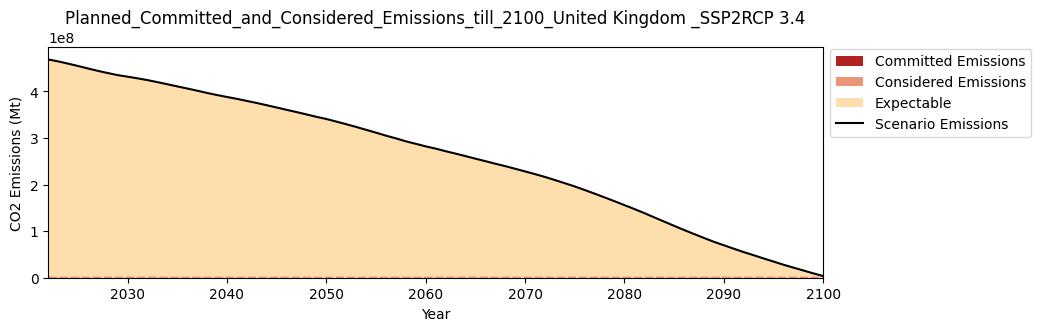 Planned_Committed_and_Considered_Emissions_till_2100_United Kingdom _SSP2RCP 3.4
1e8
Committed Emissions
Considered Emissions
Expectable
Scenario Emissions
CO2 Emissions (Mt)
4
3
2
1
0
2030 2040 2050 2060 2070 2080 2090 2100
Year